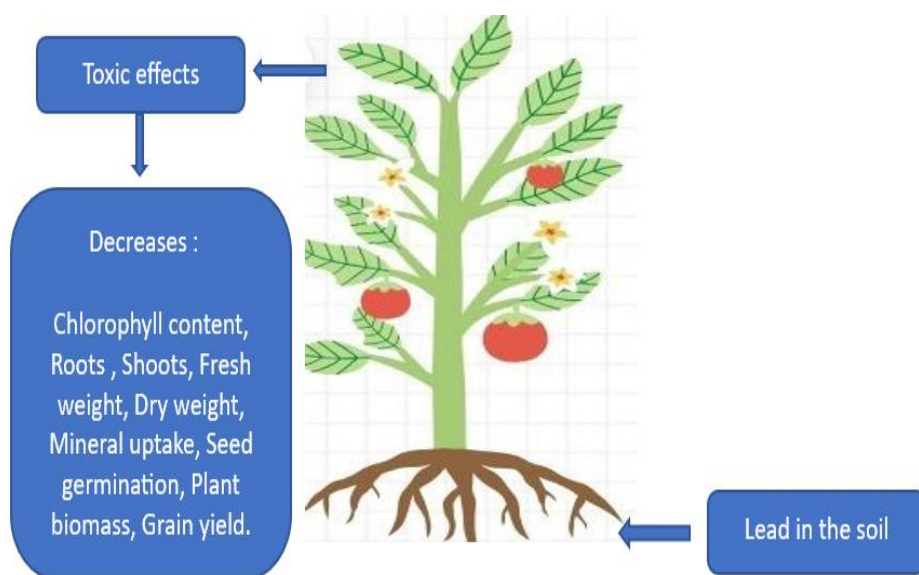 Toxic effects
Decreases :
Chlorophyll content,
Roots , Shoots, Fresh
weight, Dry weight,
Mineral uptake, Seed
germination, Plant
biomass, Grain yield.
Lead in the soil